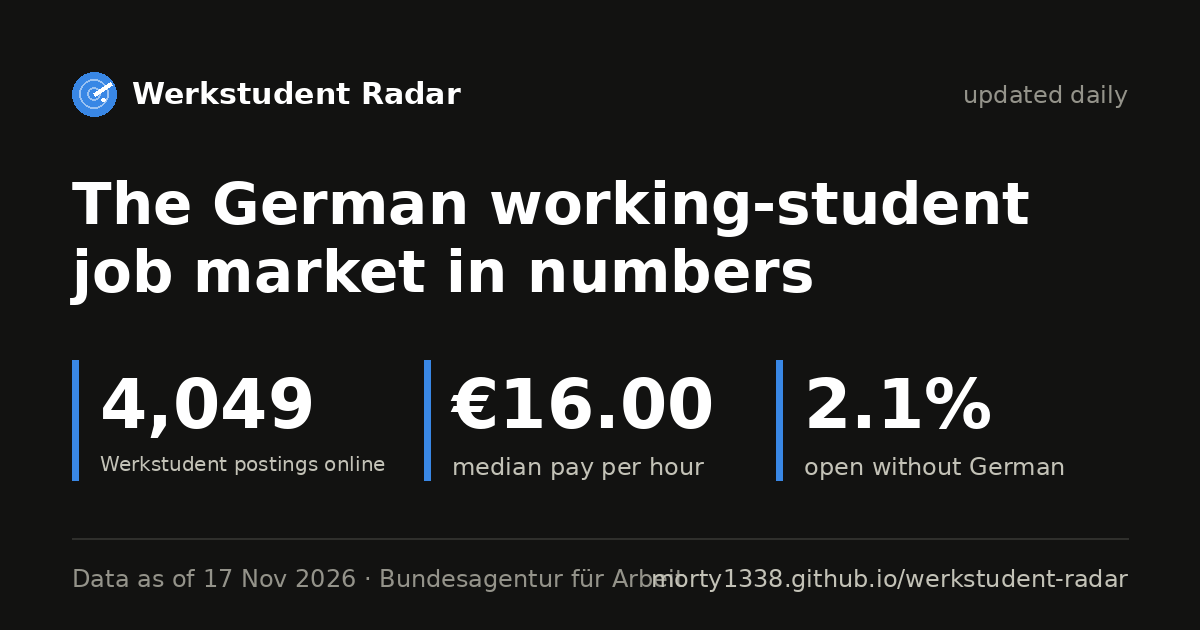 Werkstudent Radar
updated daily
The German working-student
job market in numbers
4,049
Werkstudent postings online
€16.00
median pay per hour
2.1%
open without German
Data as of 17 Nov 2026 · Bundesagentur für Arbeit
morty1338.github.io/werkstudent-radar